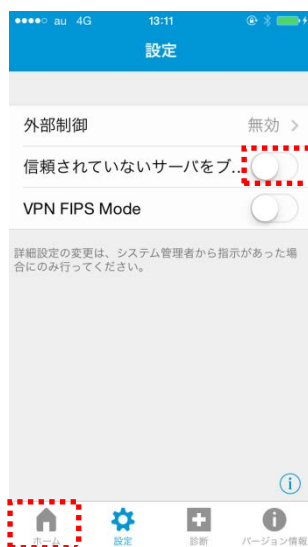 au 4G 13:11
設定
外部制御 無効
信頼されていないサーバをブ...
VPN FIPS Mode
詳細設定の変更は、システム管理者から指示があった場
合にのみ行ってください。
ホーム 設定 診断 バージョン情報